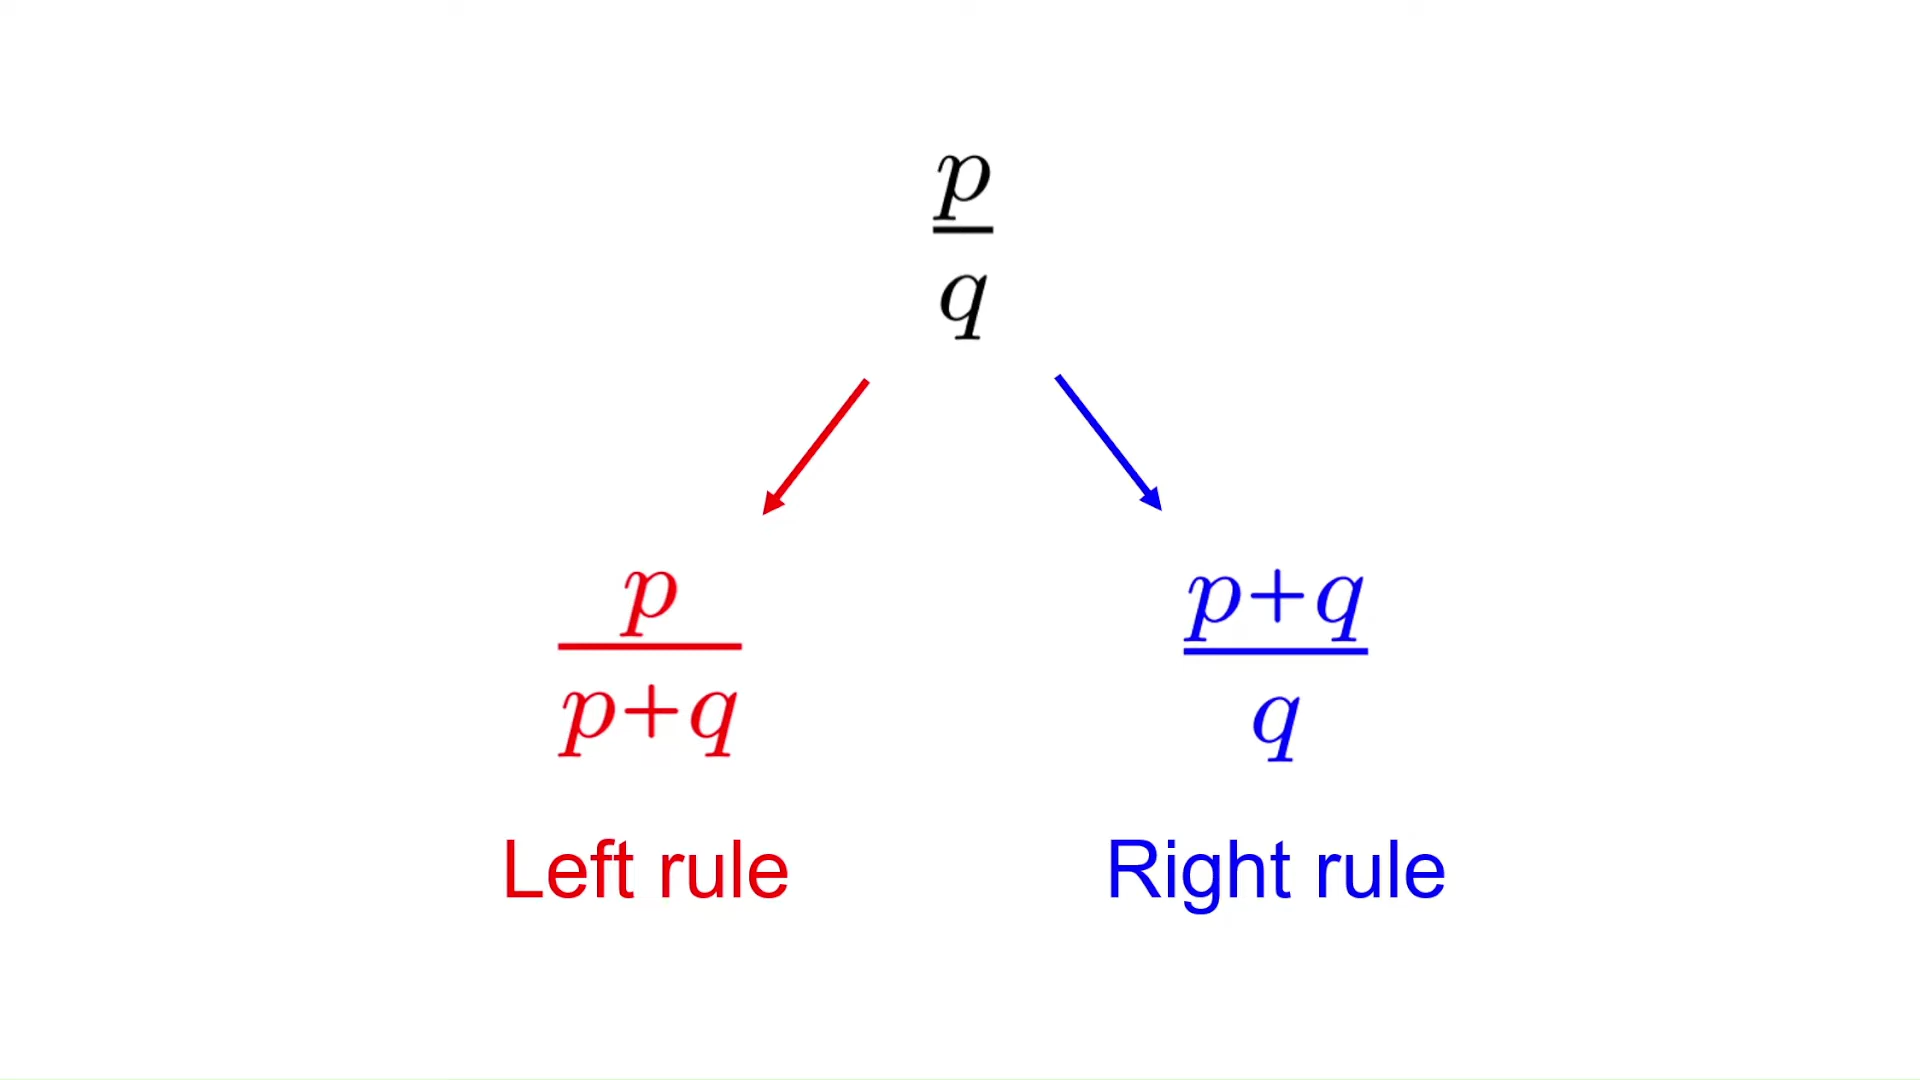 p
q
p
p+q
p+q
q
Left rule
Right rule